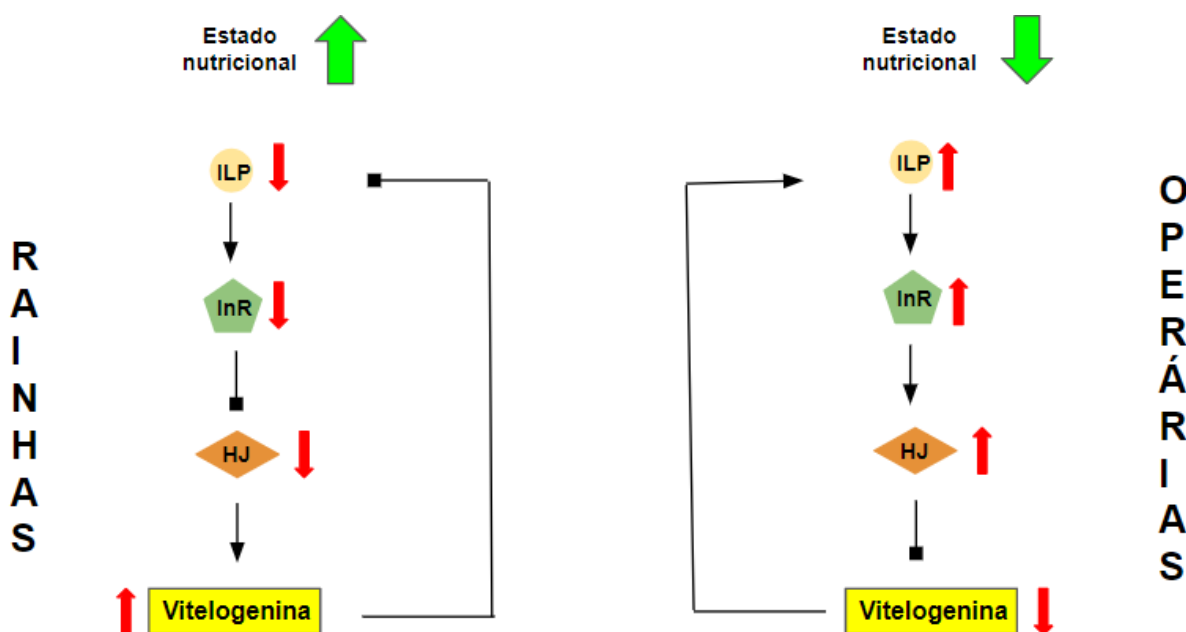 Estado
nutricional
ILP
InR
HJ
Vitelogenina
RAINHAS
Estado
nutricional
ILP
InR
HJ
Vitelogenina
OPERÁRIAS